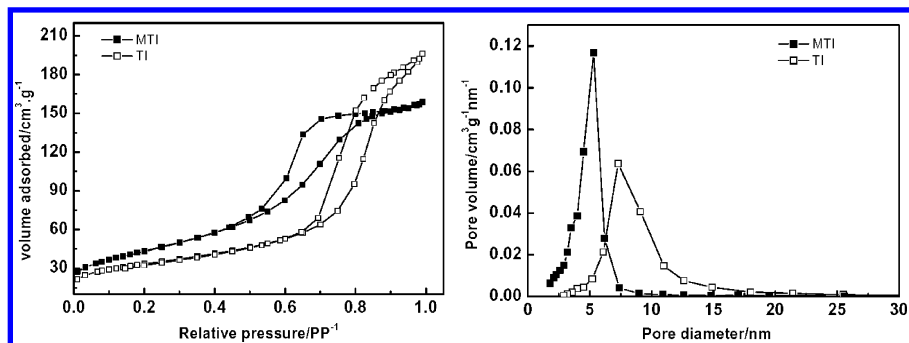 210
180
150
120
90
60
30
volume adsorbed/cm³.g⁻¹
MTI
TI
0.0 0.2 0.4 0.6 0.8 1.0
Relative pressure/PP⁻¹
0.12
0.10
0.08
0.06
0.04
0.02
0.00
Pore volume/cm³g⁻¹nm⁻¹
MTI
TI
0 5 10 15 20 25 30
Pore diameter/nm